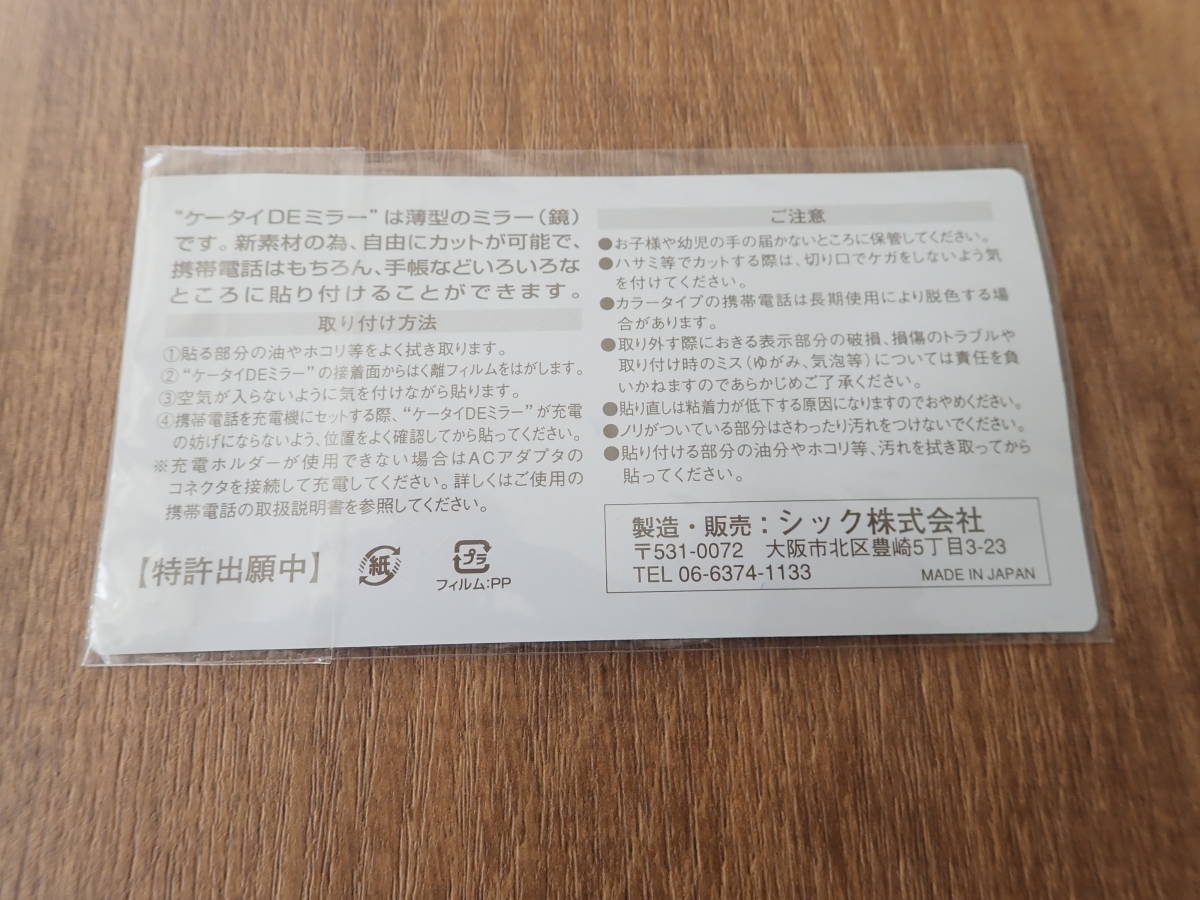 “ケータイDEミラー”は薄型のミラー(鏡)
です。新素材の為、自由にカットが可能で、
携帯電話はもちろん、手帳などいろいろな
ところに貼り付けることができます。
取り付け方法
①貼る部分の油やホコリ等をよく拭き取ります。
②“ケータイDEミラー”の接着面からはく離フィルムをはがします。
③空気が入らないように気を付けながら貼ります。
④携帯電話を充電機にセットする際、“ケータイDEミラー”が充電
の妨げにならないよう、位置をよく確認してから貼ってください。
※充電ホルダーが使用できない場合はACアダプタの
コネクタを接続して充電してください。詳しくはご使用の
携帯電話の取扱説明書を参照してください。
【特許出願中】
紙
プラ
フィルム:PP
ご注意
●お子様や幼児の手の届かないところに保管してください。
●ハサミ等でカットする際は、切り口でケガをしないよう気
を付けてください。
●カラータイプの携帯電話は長期使用により脱色する場
合があります。
●取り外す際におきる表示部分の破損、損傷のトラブルや
取り付け時のミス(ゆがみ、気泡等)については責任を負
いかねますのであらかじめご了承ください。
●貼り直しは粘着力が低下する原因になりますのでおやめください。
●ノリがついている部分はさわったり汚れをつけないでください。
●貼り付ける部分の油分やホコリ等、汚れを拭き取ってから
貼ってください。
製造・販売:シック株式会社
〒531-0072 大阪市北区豊崎5丁目3-23
TEL 06-6374-1133 MADE IN JAPAN